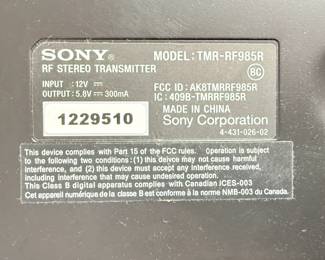 SONY. MODEL: TMR-RF985R
RF STEREO TRANSMITTER
BC
INPUT : 12V
OUTPUT : 5.8V 300mA
FCC ID : AK8TMRRF985R
IC : 409B-TMRRF985R
MADE IN CHINA
1229510
Sony Corporation
4-431-026-02
This device complies with Part 15 of the FCC rules. Operation is subject
to the following two conditions: (1) this device may not cause harmful
interference, and (2) this device must accept any interference received,
including interference that may cause undesired operation.
This Class B digital apparatus complies with Canadian ICES-003
Cet appareil numérique de la classe B est conforme à la norme NMB-003 du Canada.